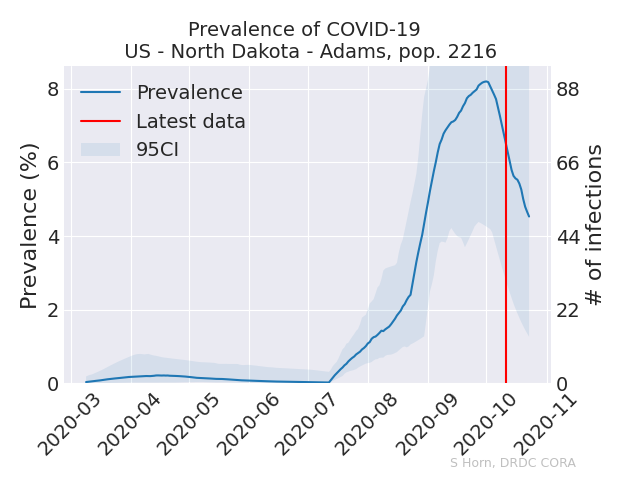 Prevalence of COVID-19
US - North Dakota - Adams, pop. 2216
Prevalence
Latest data
95CI
Prevalence (%)
8
6
4
2
0
# of infections
88
66
44
22
0
2020-03
2020-04
2020-05
2020-06
2020-07
2020-08
2020-09
2020-10
2020-11
S Horn, DRDC CORA